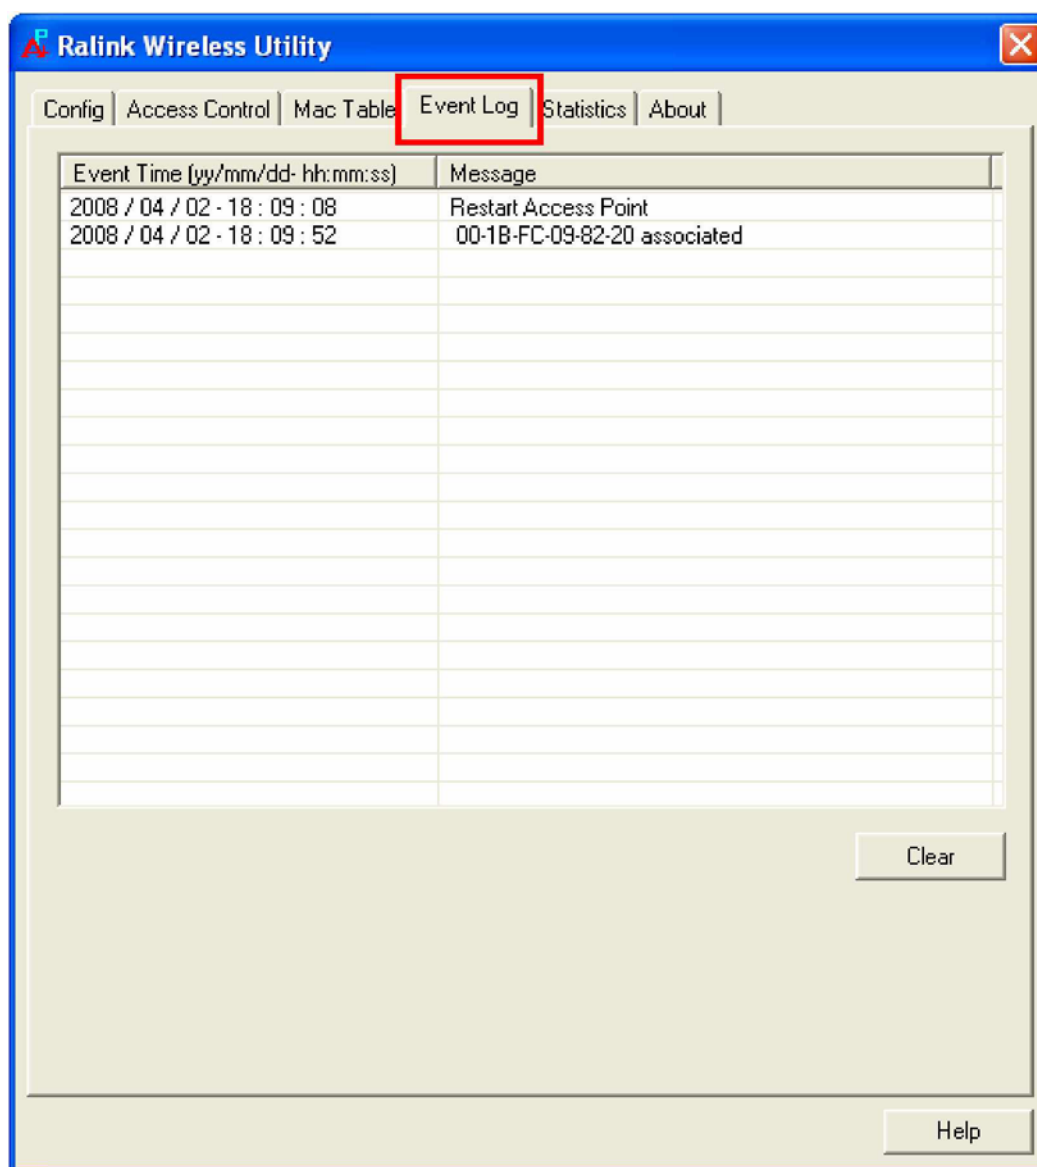 Ralink Wireless Utility
Config Access Control Mac Table Event Log Statistics About
Event Time (yy/mm/dd- hh:mm:ss) Message
2008 / 04 / 02 - 18 : 09 : 08 Restart Access Point
2008 / 04 / 02 - 18 : 09 : 52 00-1B-FC-09-82-20 associated
Clear
Help